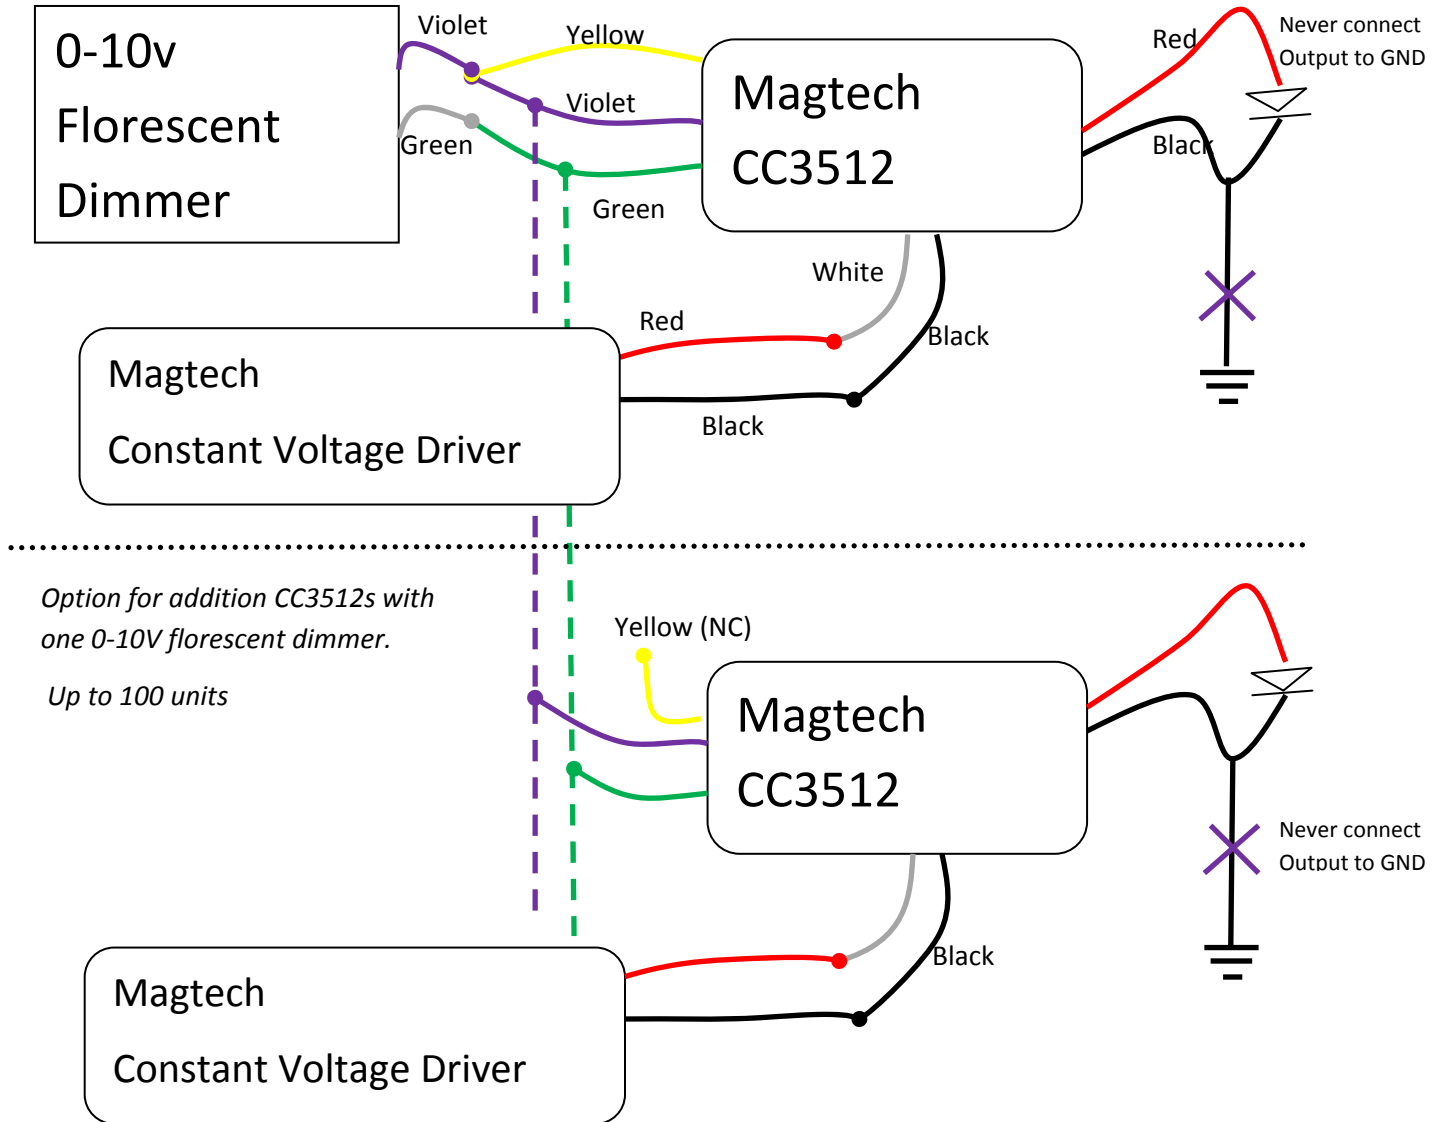 0-10v
Florescent
Dimmer
Violet
Yellow
Violet
Green
Green
Magtech
CC3512
Red
Black
Never connect
Output to GND
White
Black
Red
Black
Magtech
Constant Voltage Driver
Option for addition CC3512s with
one 0-10V florescent dimmer.
Up to 100 units
Yellow (NC)
Magtech
CC3512
Never connect
Output to GND
Black
Magtech
Constant Voltage Driver